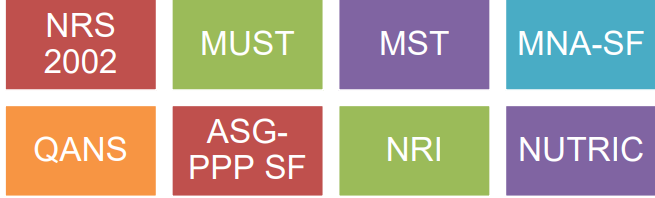 NRS
2002
MUST
MST
MNA-SF
QANS
ASG-
PPP SF
NRI
NUTRIC